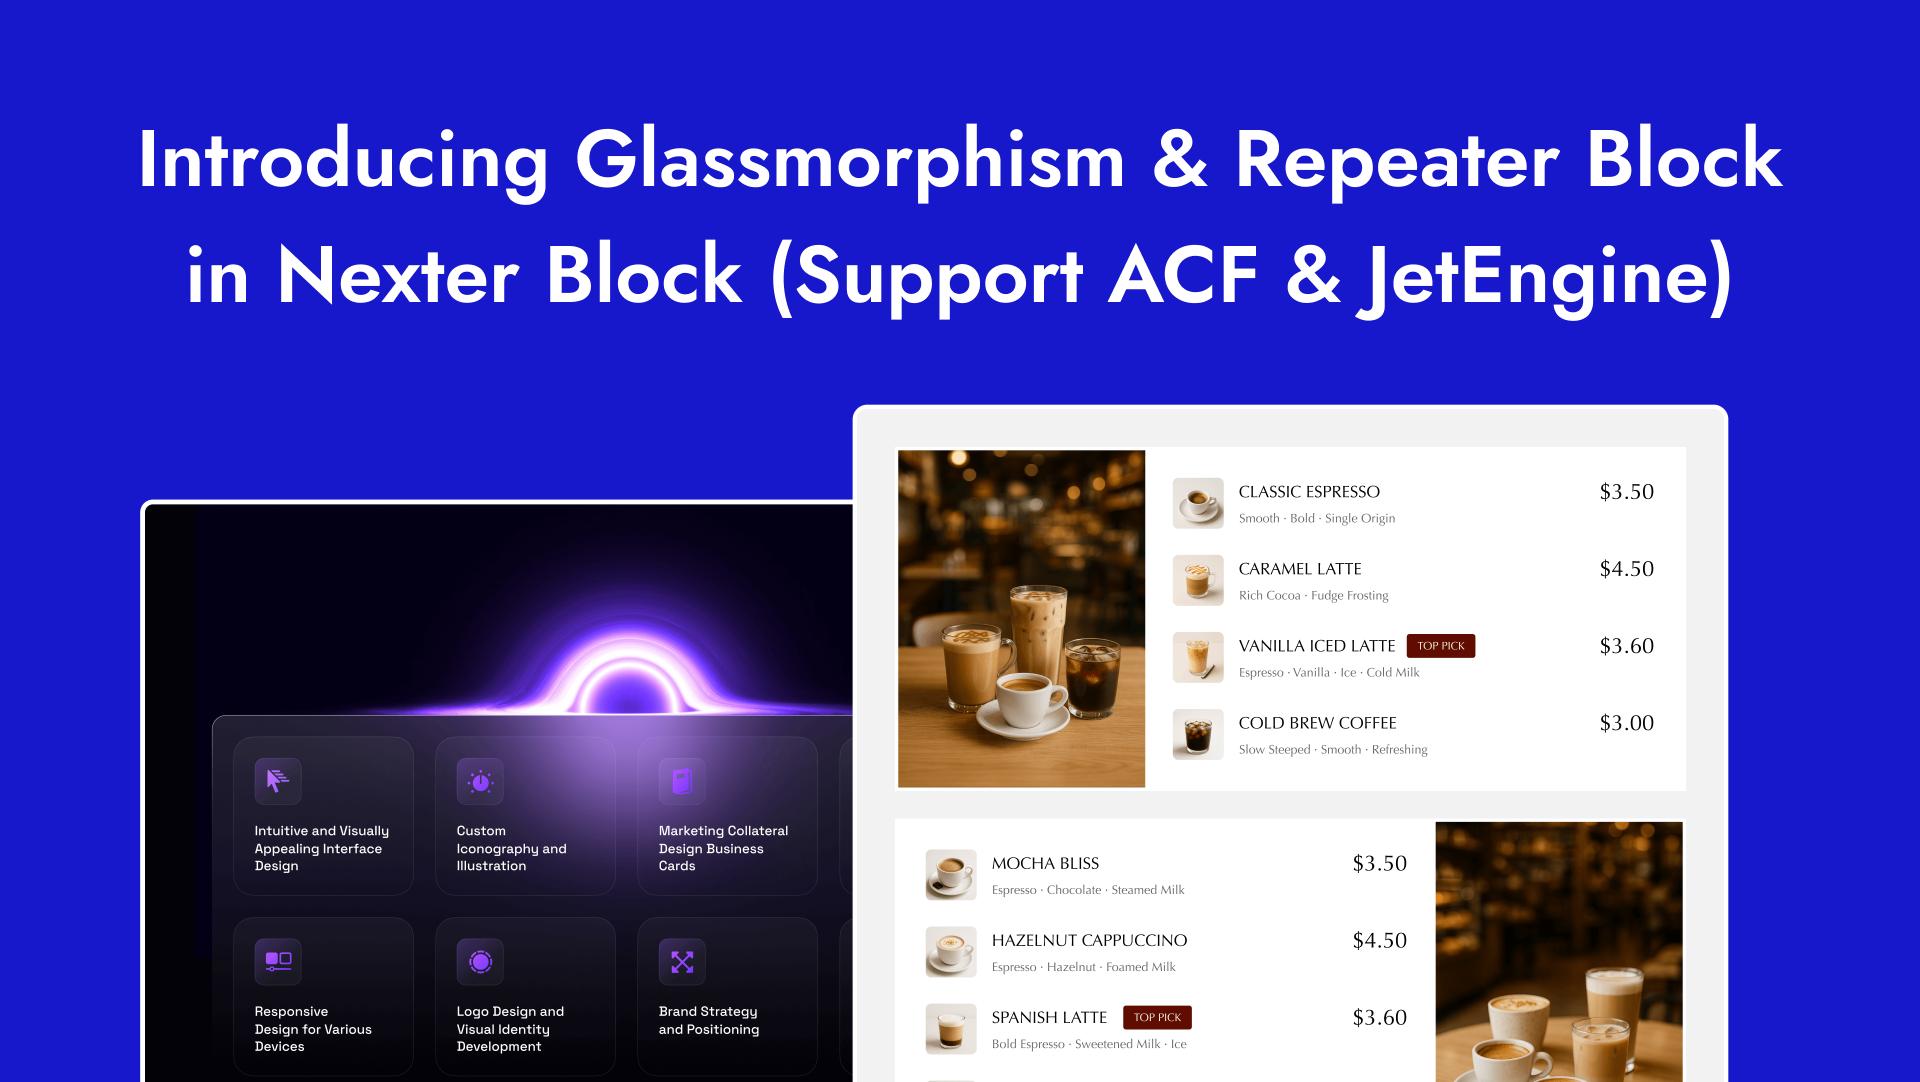 Introducing Glassmorphism & Repeater Block
in Nexter Block (Support ACF & JetEngine)
Intuitive and Visually
Appealing Interface
Design
Custom
Iconography and
Illustration
Marketing Collateral
Design Business
Cards
Responsive
Design for Various
Devices
Logo Design and
Visual Identity
Development
Brand Strategy
and Positioning
CLASSIC ESPRESSO $3.50
Smooth · Bold · Single Origin
CARAMEL LATTE $4.50
Rich Cocoa · Fudge Frosting
VANILLA ICED LATTE TOP PICK $3.60
Espresso · Vanilla · Ice · Cold Milk
COLD BREW COFFEE $3.00
Slow Steeped · Smooth · Refreshing
MOCHA BLISS $3.50
Espresso · Chocolate · Steamed Milk
HAZELNUT CAPPUCCINO $4.50
Espresso · Hazelnut · Foamed Milk
SPANISH LATTE TOP PICK $3.60
Bold Espresso · Sweetened Milk · Ice